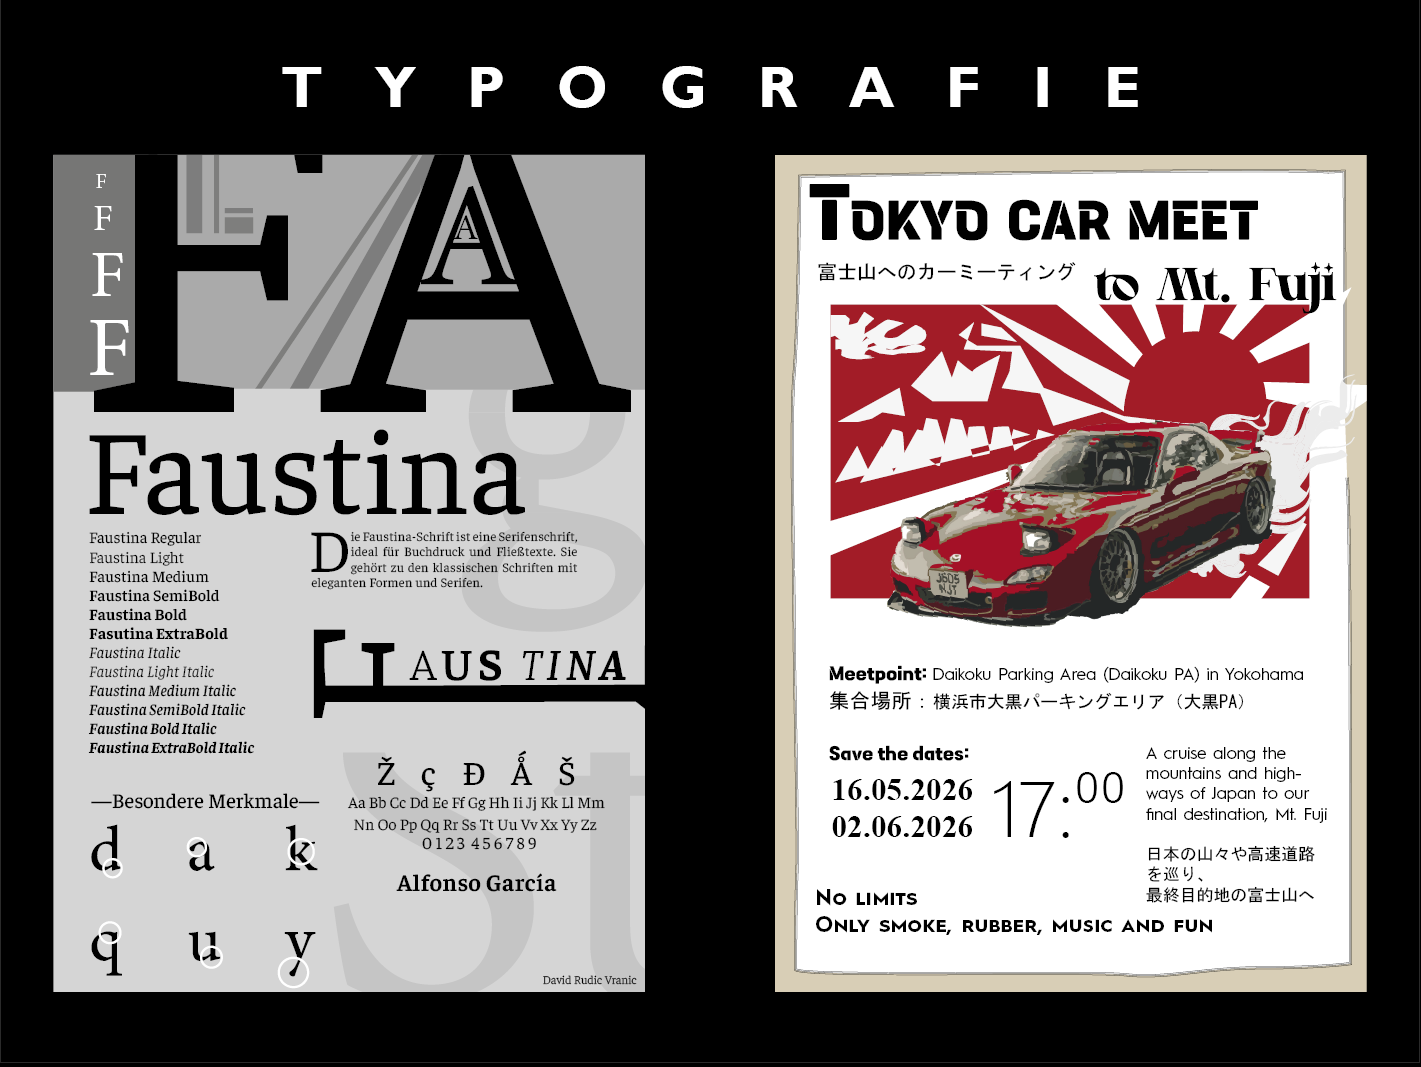 TYPOGRAFIE
F
F
F
F
FA
A
A
Faustina
Faustina Regular
Faustina Light
Faustina Medium
Faustina SemiBold
Faustina Bold
Fasutina ExtraBold
Faustina Italic
Faustina Light Italic
Faustina Medium Italic
Faustina SemiBold Italic
Faustina Bold Italic
Faustina ExtraBold Italic
Die Faustina-Schrift ist eine Serifenschrift,
ideal für Buchdruck und Fließtexte. Sie
gehört zu den klassischen Schriften mit
eleganten Formen und Serifen.
g
AUSTINA
Ž ç Đ Ǻ Š
Aa Bb Cc Dd Ee Ff Gg Hh Ii Jj Kk Ll Mm
Nn Oo Pp Qq Rr Ss Tt Uu Vv Xx Yy Zz
0123 456789
Alfonso García
—Besondere Merkmale—
d a k
q u y
St
David Rudic Vranic
TOKYO CAR MEET
富士山へのカーミーティング
to Mt. Fuji
J605
NJT
Meetpoint: Daikoku Parking Area (Daikoku PA) in Yokohama
集合場所：横浜市大黒パーキングエリア（大黒PA）
Save the dates:
16.05.2026
02.06.2026
17:00
A cruise along the
mountains and high-
ways of Japan to our
final destination, Mt. Fuji
日本の山々や高速道路
を巡り、
最終目的地の富士山へ
NO LIMITS
ONLY SMOKE, RUBBER, MUSIC AND FUN